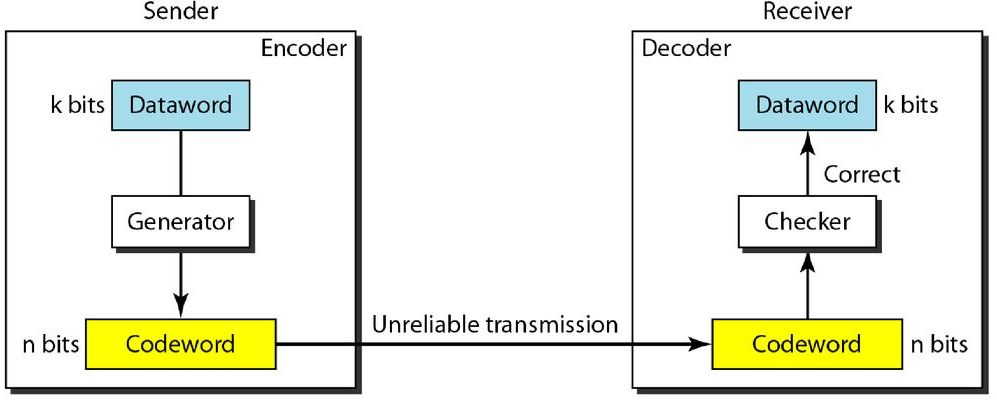 Sender
Receiver
Encoder
Decoder
k bits
Dataword
Dataword
k bits
Correct
Generator
Checker
Unreliable transmission
n bits
Codeword
Codeword
n bits